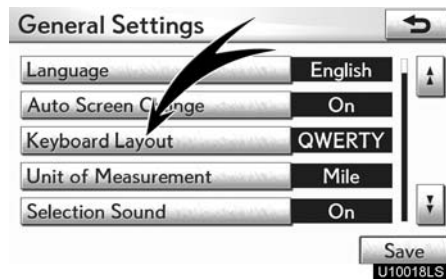 General Settings
Language English
Auto Screen Change On
Keyboard Layout QWERTY
Unit of Measurement Mile
Selection Sound On
Save
U10018LS